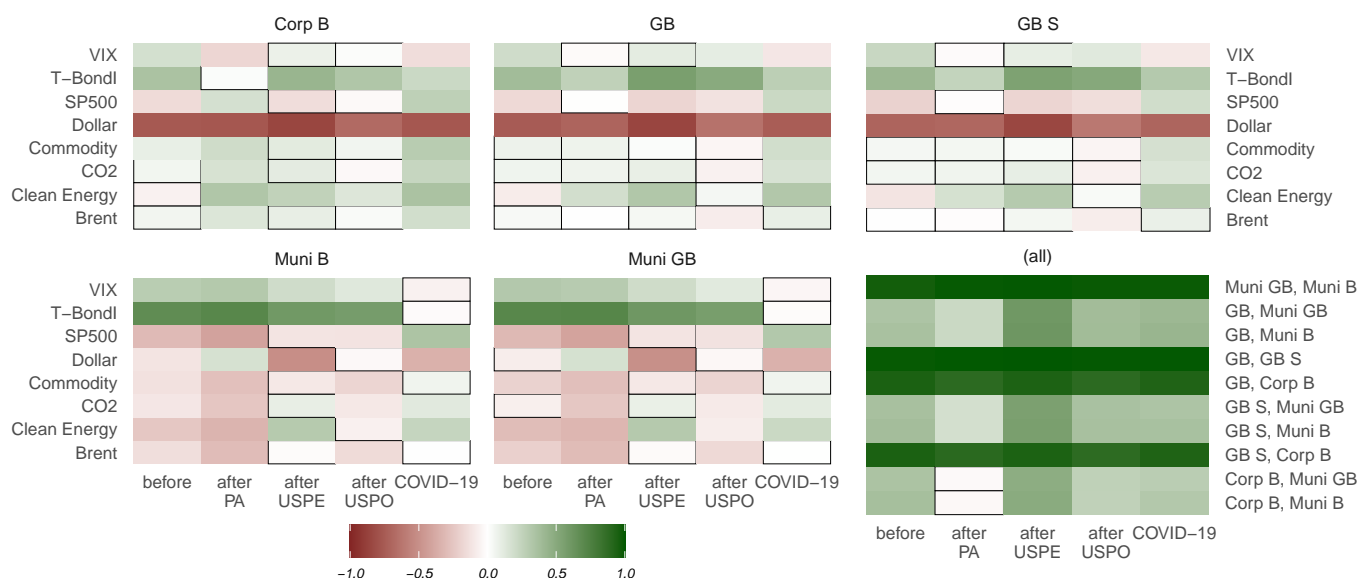 Corp B
GB
GB S
VIX
T−BondI
SP500
Dollar
Commodity
CO2
Clean Energy
Brent
VIX
T−BondI
SP500
Dollar
Commodity
CO2
Clean Energy
Brent
Muni B
Muni GB
(all)
VIX
T−BondI
SP500
Dollar
Commodity
CO2
Clean Energy
Brent
Muni GB, Muni B
GB, Muni GB
GB, Muni B
GB, GB S
GB, Corp B
GB S, Muni GB
GB S, Muni B
GB S, Corp B
Corp B, Muni GB
Corp B, Muni B
before
after
PA
after
USPE
after
USPO
COVID−19
before
after
PA
after
USPE
after
USPO
COVID−19
before
after
PA
after
USPE
after
USPO
COVID−19
−1.0 −0.5 0.0 0.5 1.0